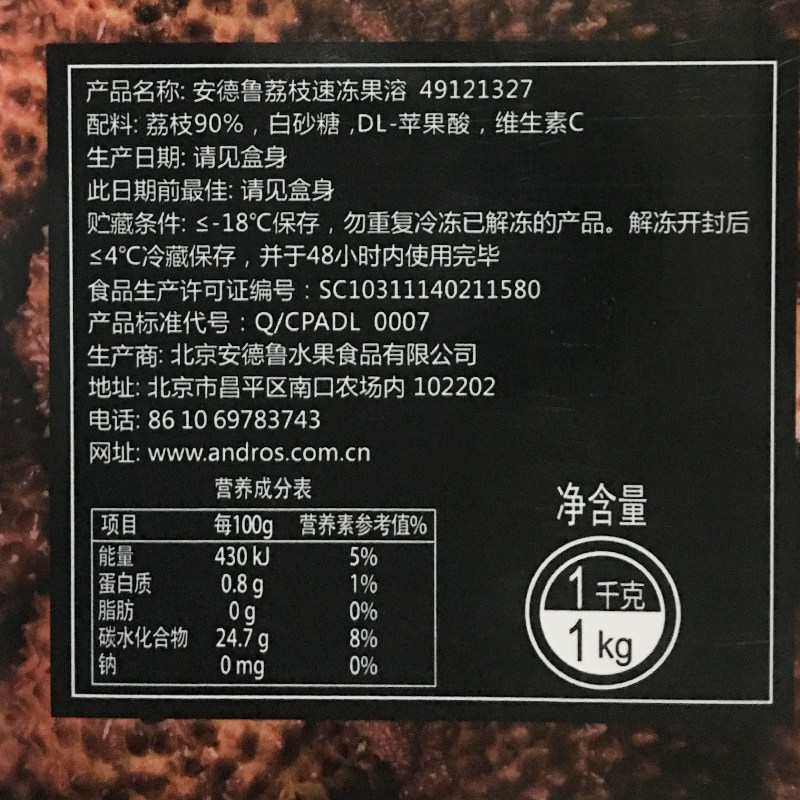 产品名称: 安德鲁荔枝速冻果溶 49121327
配料: 荔枝90%，白砂糖 ,DL-苹果酸，维生素C
生产日期: 请见盒身
此日期前最佳: 请见盒身
贮藏条件: ≤-18℃保存，勿重复冷冻已解冻的产品。解冻开封后
≤4℃冷藏保存，并于48小时内使用完毕
食品生产许可证编号：SC10311140211580
产品标准代号：Q/CPADL 0007
生产商: 北京安德鲁水果食品有限公司
地址: 北京市昌平区南口农场内 102202
电话: 86 10 69783743
网址: www.andros.com.cn
营养成分表
项目 每100g 营养素参考值%
能量 430 kJ 5%
蛋白质 0.8 g 1%
脂肪 0 g 0%
碳水化合物 24.7 g 8%
钠 0 mg 0%
净含量
1 千克
1 kg